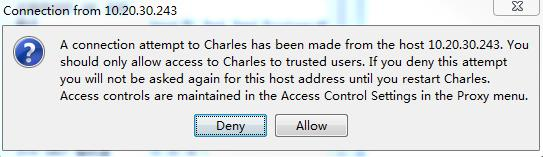 Connection from 10.20.30.243
A connection attempt to Charles has been made from the host 10.20.30.243. You
should only allow access to Charles to trusted users. If you deny this attempt
you will not be asked again for this host address until you restart Charles.
Access controls are maintained in the Access Control Settings in the Proxy menu.
Deny Allow